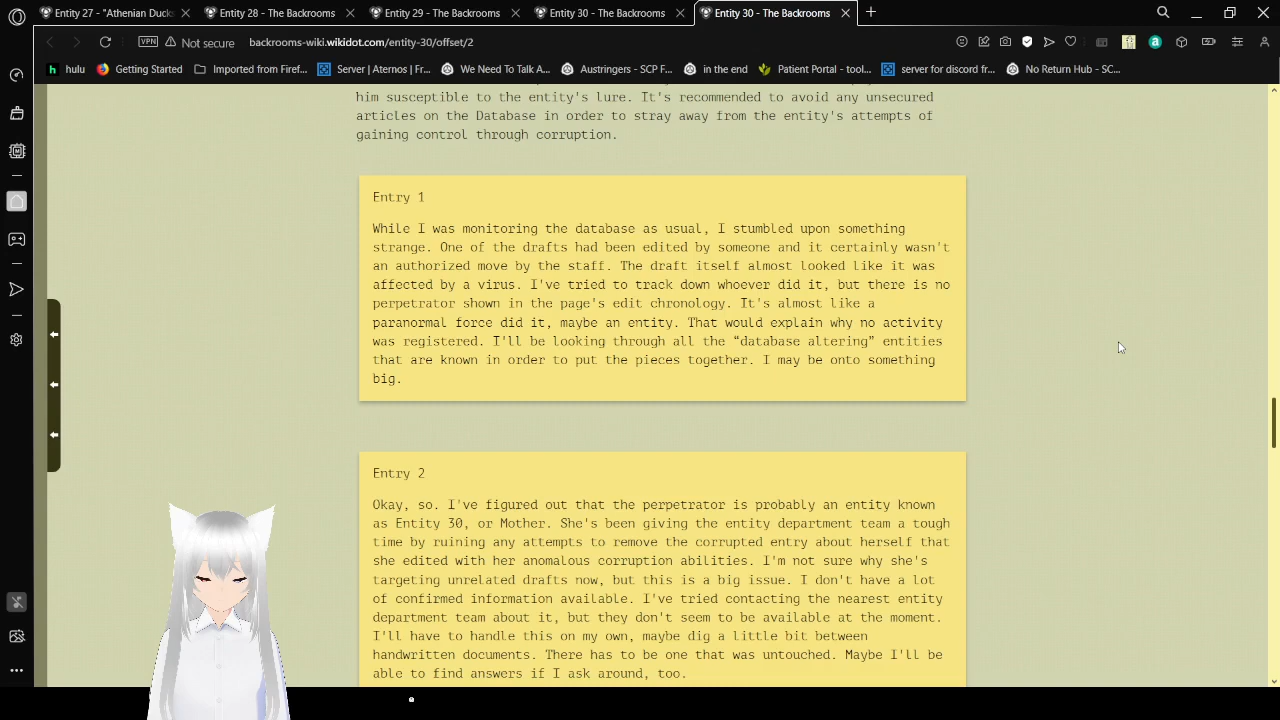 Entity 27 - "Athenian Ducks
Entity 28 - The Backrooms
Entity 29 - The Backrooms
Entity 30 - The Backrooms
Entity 30 - The Backrooms
VPN
Not secure
backrooms-wiki.wikidot.com/entity-30/offset/2
hulu
Getting Started
Imported from Firef...
Server | Aternos | Fr...
We Need To Talk A...
Austringers - SCP F...
in the end
Patient Portal - tool...
server for discord fr...
No Return Hub - SC...
him susceptible to the entity's lure. It's recommended to avoid any unsecured
articles on the Database in order to stray away from the entity's attempts of
gaining control through corruption.
Entry 1
While I was monitoring the database as usual, I stumbled upon something
strange. One of the drafts had been edited by someone and it certainly wasn't
an authorized move by the staff. The draft itself almost looked like it was
affected by a virus. I've tried to track down whoever did it, but there is no
perpetrator shown in the page's edit chronology. It's almost like a
paranormal force did it, maybe an entity. That would explain why no activity
was registered. I'll be looking through all the “database altering” entities
that are known in order to put the pieces together. I may be onto something
big.
Entry 2
Okay, so. I've figured out that the perpetrator is probably an entity known
as Entity 30, or Mother. She's been giving the entity department team a tough
time by ruining any attempts to remove the corrupted entry about herself that
she edited with her anomalous corruption abilities. I'm not sure why she's
targeting unrelated drafts now, but this is a big issue. I don't have a lot
of confirmed information available. I've tried contacting the nearest entity
department team about it, but they don't seem to be available at the moment.
I'll have to handle this on my own, maybe dig a little bit between
handwritten documents. There has to be one that was untouched. Maybe I'll be
able to find answers if I ask around, too.